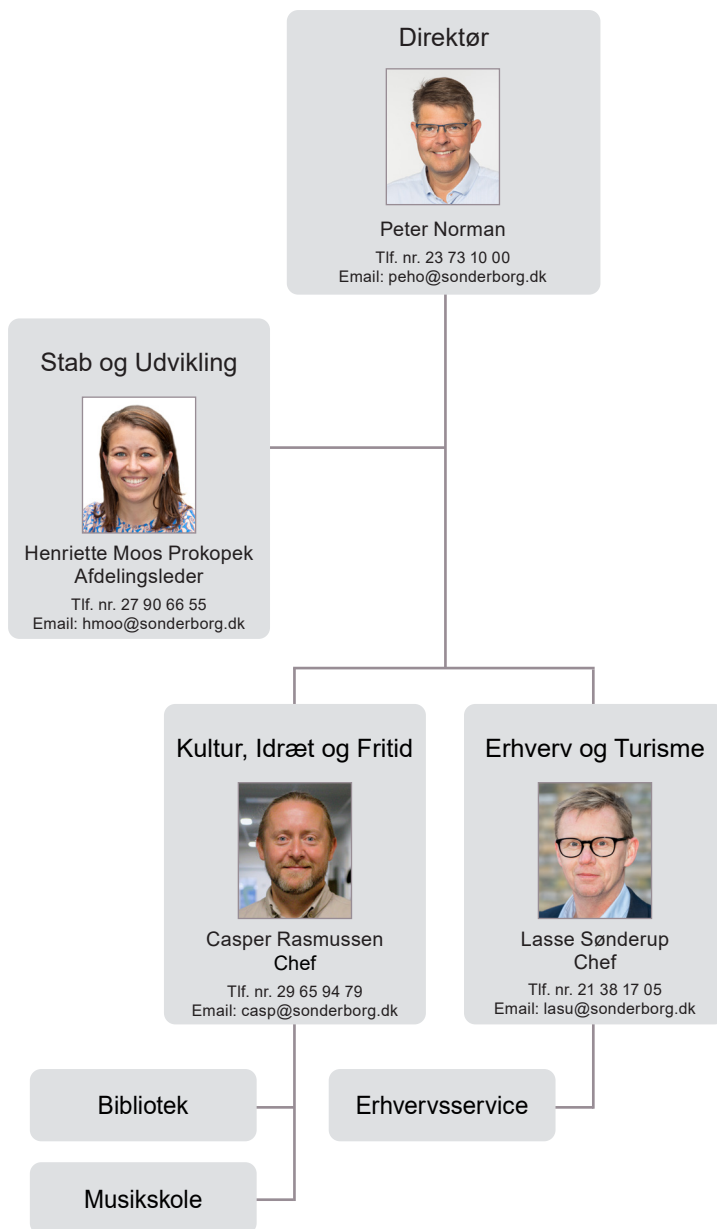 Direktør
Peter Norman
Tlf. nr. 23 73 10 00
Email: peho@sonderborg.dk
Stab og Udvikling
Henriette Moos Prokopek
Afdelingsleder
Tlf. nr. 27 90 66 55
Email: hmoo@sonderborg.dk
Kultur, Idræt og Fritid
Casper Rasmussen
Chef
Tlf. nr. 29 65 94 79
Email: casp@sonderborg.dk
Erhverv og Turisme
Lasse Sønderup
Chef
Tlf. nr. 21 38 17 05
Email: lasu@sonderborg.dk
Bibliotek
Musikskole
Erhvervsservice